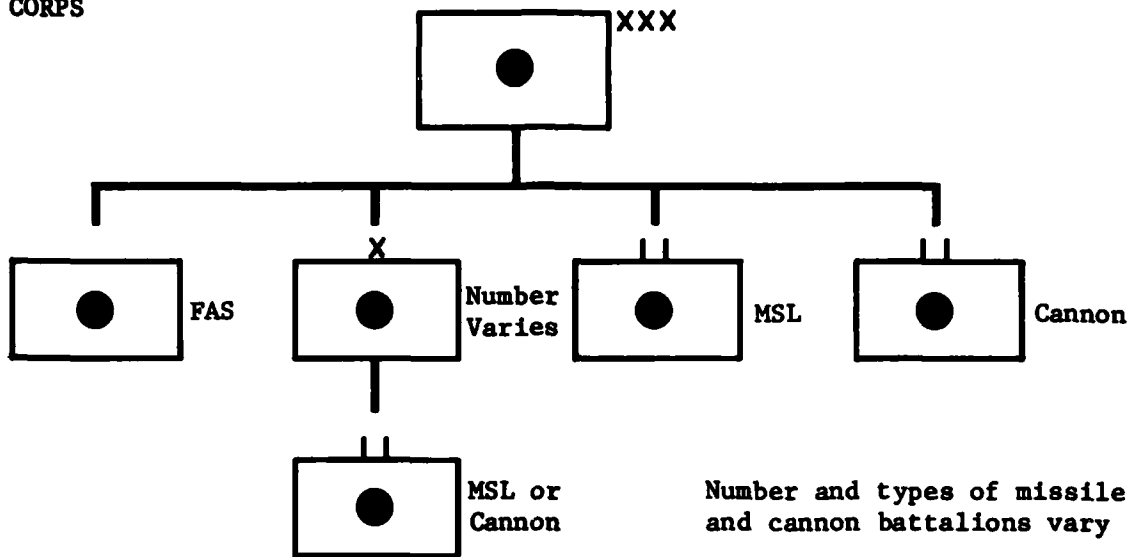 CORPS
XXX
X
Number
Varies
FAS
MSL
Cannon
MSL or
Cannon
Number and types of missile
and cannon battalions vary